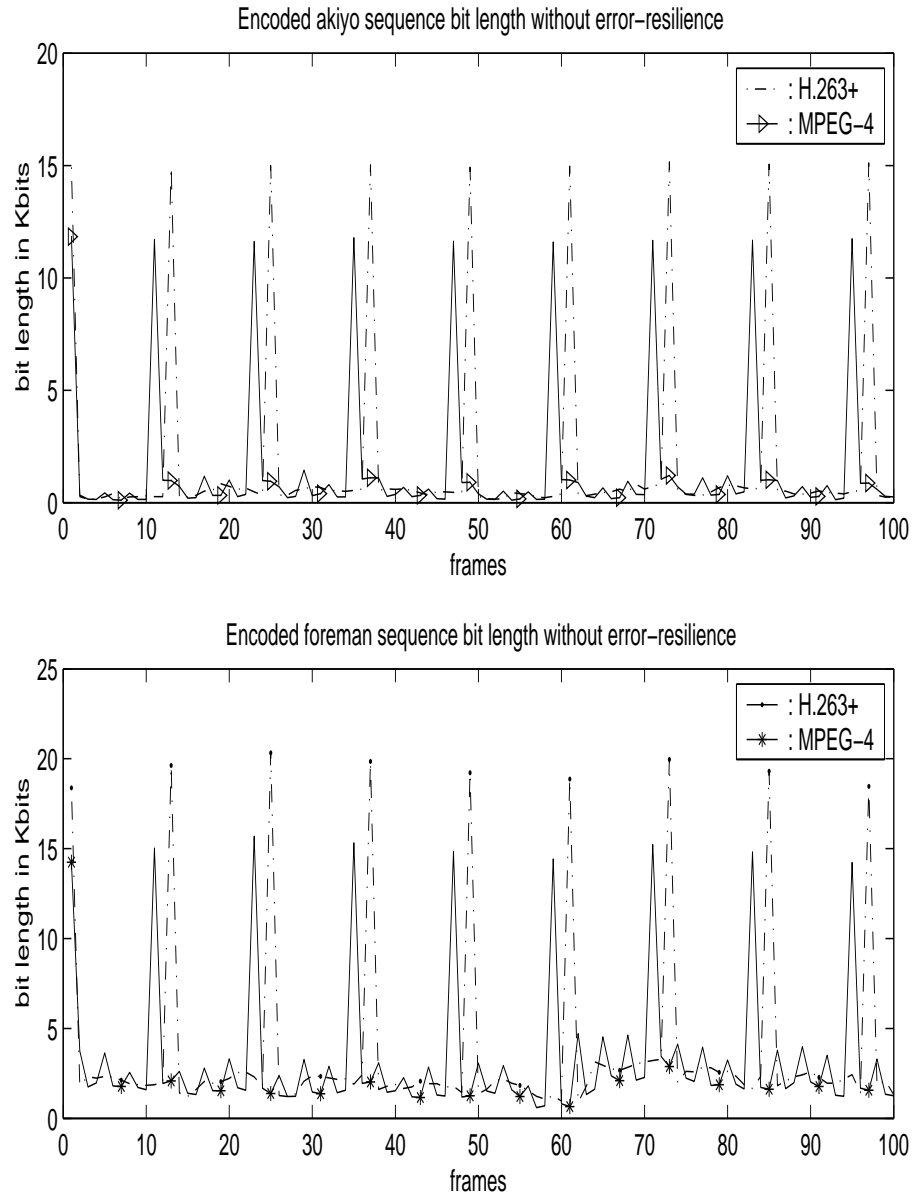 Encoded akiyo sequence bit length without error-resilience
20
: H.263+
: MPEG-4
15
bit length in Kbits
10
5
0
0 10 20 30 40 50 60 70 80 90 100
frames
Encoded foreman sequence bit length without error-resilience
25
: H.263+
: MPEG-4
20
15
bit length in Kbits
10
5
0
0 10 20 30 40 50 60 70 80 90 100
frames